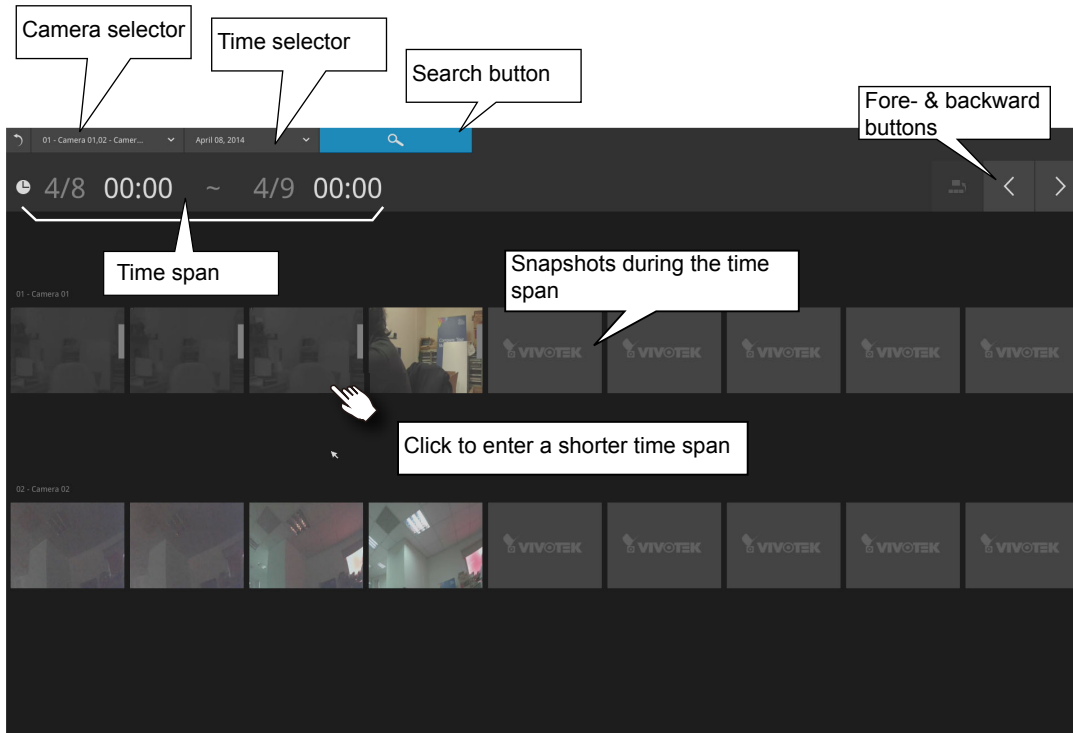 Camera selector
Time selector
Search button
Fore- & backward
buttons
01 - Camera 01,02 - Camer...
April 08, 2014
4/8 00:00 ~ 4/9 00:00
Time span
Snapshots during the time
span
01 - Camera 01
VIVOTEK VIVOTEK VIVOTEK VIVOTEK VIVOTEK
Click to enter a shorter time span
02 - Camera 02
VIVOTEK VIVOTEK VIVOTEK VIVOTEK VIVOTEK